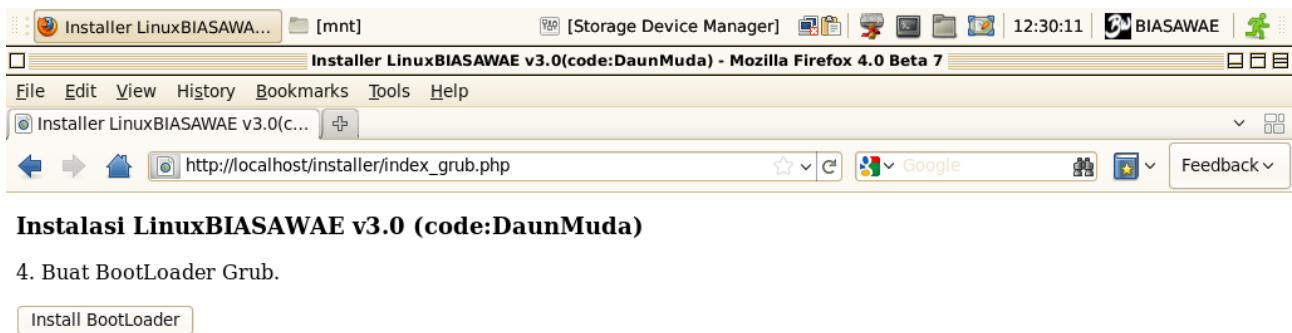 Installer LinuxBIASAWA... [mnt] [Storage Device Manager] 12:30:11 BIASAWAE
Installer LinuxBIASAWAE v3.0(code:DaunMuda) - Mozilla Firefox 4.0 Beta 7
File Edit View History Bookmarks Tools Help
Installer LinuxBIASAWAE v3.0(c...
http://localhost/installer/index_grub.php Google Feedback
Instalasi LinuxBIASAWAE v3.0 (code:DaunMuda)
4. Buat BootLoader Grub.
Install BootLoader